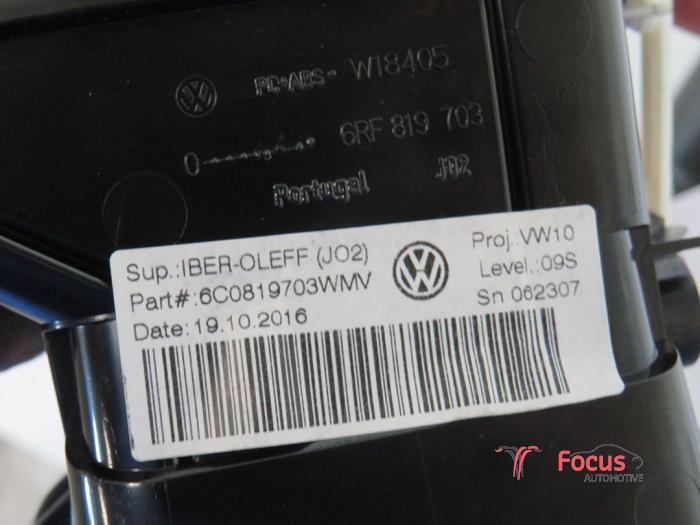 PC+ABS- W18405
0 6RF 819 703
Portugal J02
Sup.:IBER-OLEFF (JO2)
Proj.:VW10
Part#:6C0819703WMV
Level.:09S
Date: 19.10.2016
Sn 062307
Focus
AUTOMOTIVE